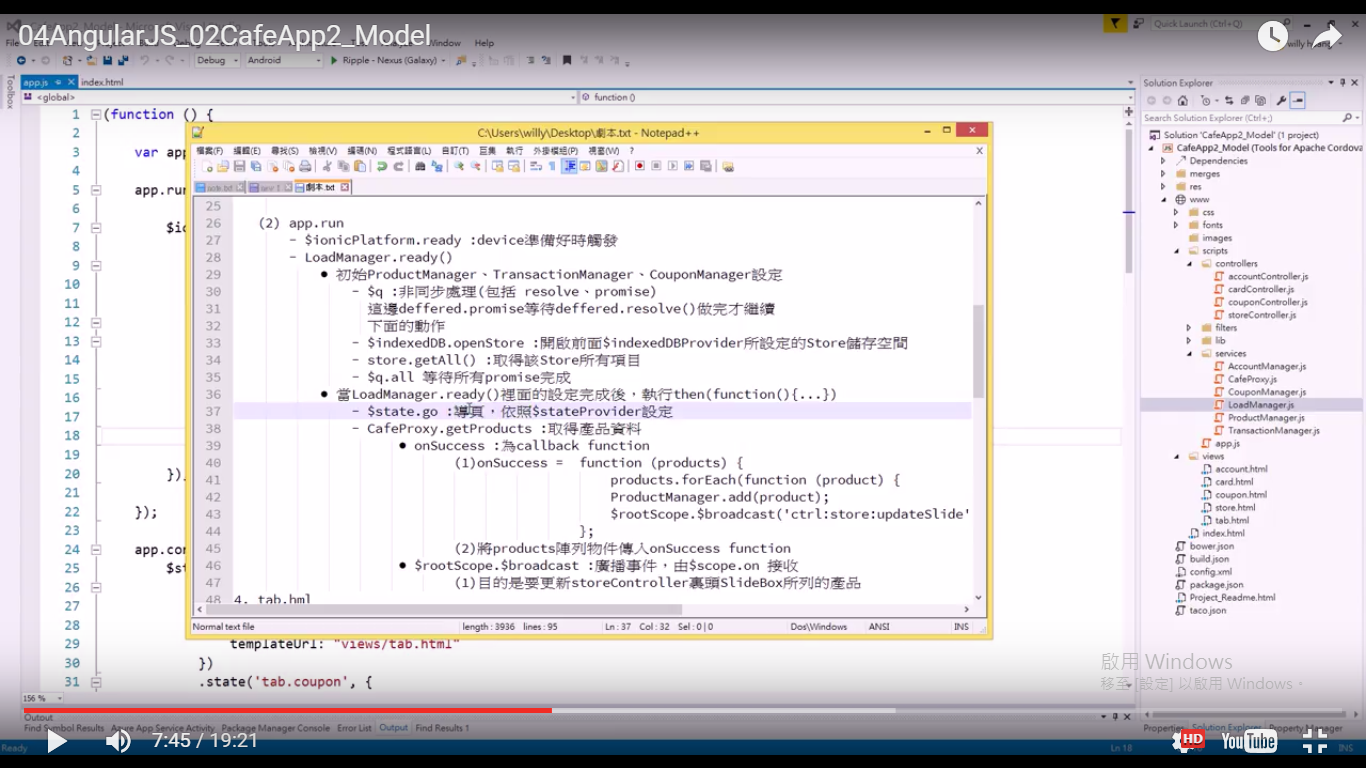 04AngularJS_02CafeApp2_Model
Quick Launch (Ctrl+Q)
Window Help
willy
Debug Android Ripple - Nexus (Galaxy)
app.js index.html
Toolbox
<global> function ()
1 (function () {
2
3 var app
4
5 app.run
6
7 $io
8
9
10
11
12
13
14
15
16
17
18
19
20 })
21
22 });
23
24 app.con
25 $st
26
27
28
29 templateUrl: "views/tab.html"
30 })
31 .state('tab.coupon', {
C:\Users\willy\Desktop\劇本.txt - Notepad++
檔案(F) 編輯(E) 尋找(S) 檢視(V) 編碼(N) 程式語言(L) 自訂(T) 巨集 執行 外掛模組(P) 視窗(W) ?
劇本.txt
25
26 (2) app.run
27 - $ionicPlatform.ready :device準備好時觸發
28 - LoadManager.ready()
29 ● 初始ProductManager、TransactionManager、CouponManager設定
30 - $q :非同步處理(包括 resolve、promise)
31 這邊deffered.promise等待deffered.resolve()做完才繼續
32 下面的動作
33 - $indexedDB.openStore :開啟前面$indexedDBProvider所設定的Store儲存空間
34 - store.getAll() :取得該Store所有項目
35 - $q.all 等待所有promise完成
36 ● 當LoadManager.ready()裡面的設定完成後，執行then(function(){...})
37 - $state.go :導頁，依照$stateProvider設定
38 - CafeProxy.getProducts :取得產品資料
39 ● onSuccess :為callback function
40 (1)onSuccess = function (products) {
41 products.forEach(function (product) {
42 ProductManager.add(product);
43 $rootScope.$broadcast('ctrl:store:updateSlide'
44 };
45 (2)將products陣列物件傳入onSuccess function
46 ● $rootScope.$broadcast :廣播事件，由$scope.on 接收
47 (1)目的是要更新storeController裏頭SlideBox所列的產品
48 4. tab.hml
Normal text file length : 3936 lines : 95 Ln : 37 Col : 32 Sel : 0 | 0 Dos\Windows ANSI INS
Solution Explorer
Search Solution Explorer (Ctrl+;)
Solution 'CafeApp2_Model' (1 project)
CafeApp2_Model (Tools for Apache Cordova
Dependencies
merges
res
www
css
fonts
images
scripts
controllers
accountController.js
cardController.js
couponController.js
storeController.js
filters
lib
services
AccountManager.js
CafeProxy.js
CouponManager.js
LoadManager.js
ProductManager.js
TransactionManager.js
app.js
views
account.html
card.html
coupon.html
store.html
tab.html
index.html
bower.json
build.json
config.xml
package.json
Project_Readme.html
taco.json
啟用 Windows
移至 [設定] 以啟用 Windows。
156 %
Output
Find Symbol Results Azure App Service Activity Package Manager Console Error List Output Find Results 1
Properties Solution Explorer Property Manager
Ready Ln 18 INS
7:45 / 19:21
HD
YouTube